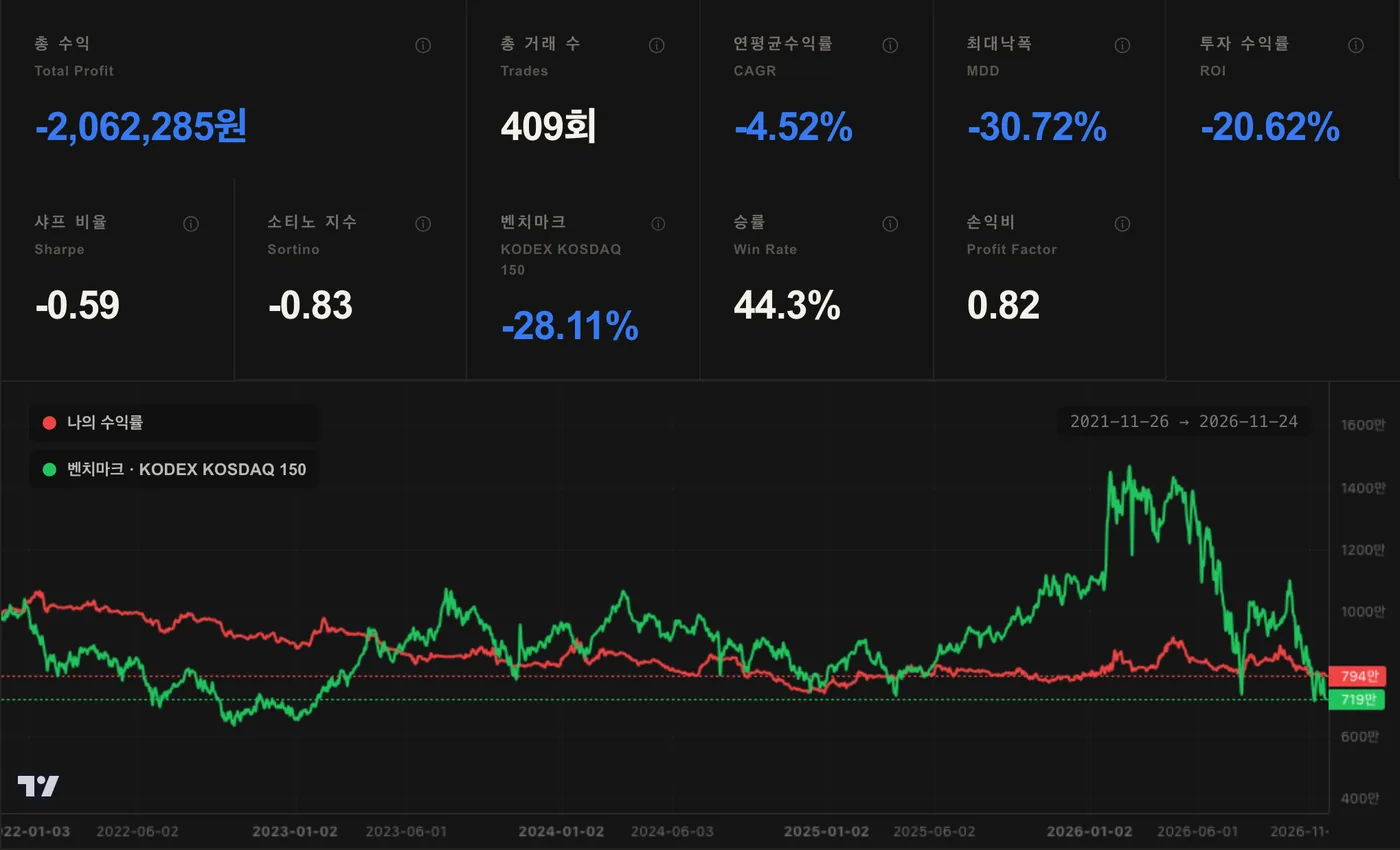 총 수익
Total Profit
-2,062,285원
총 거래 수
Trades
409회
연평균수익률
CAGR
-4.52%
최대낙폭
MDD
-30.72%
투자 수익률
ROI
-20.62%
샤프 비율
Sharpe
-0.59
소티노 지수
Sortino
-0.83
벤치마크
KODEX KOSDAQ
150
-28.11%
승률
Win Rate
44.3%
손익비
Profit Factor
0.82
나의 수익률
벤치마크 · KODEX KOSDAQ 150
2021-11-26 → 2026-11-24
1600만
1400만
1200만
1000만
794만
719만
600만
400만
22-01-03
2022-06-02
2023-01-02
2023-06-01
2024-01-02
2024-06-03
2025-01-02
2025-06-02
2026-01-02
2026-06-01
2026-11-